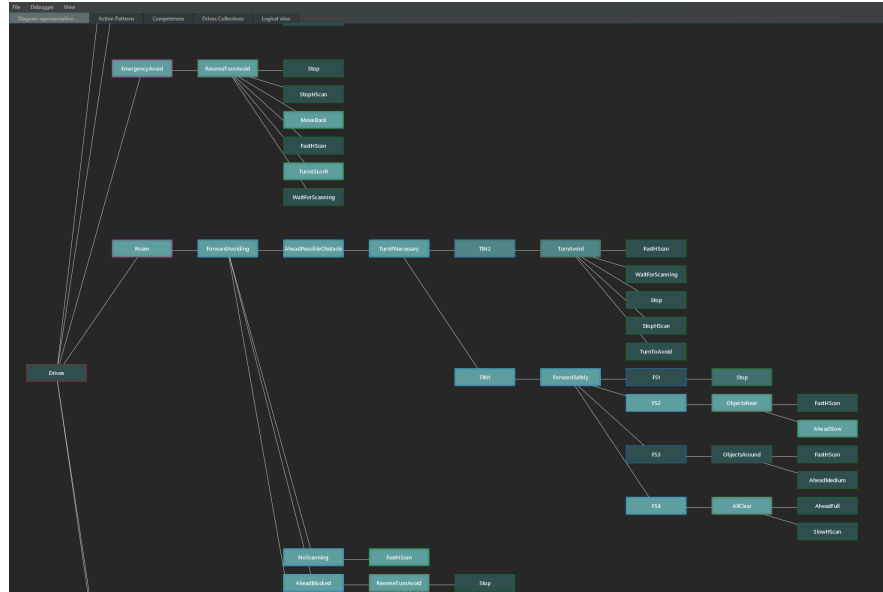 File Debugger View
Diagram representation Action Patterns Competences Drives Collections Logical view
EmergencyAvoid ReverseTurnAvoid Stop
StopHScan
MoveBack
FastHScan
TurnISLorR
WaitForScanning
Roam ForwardAvoiding AheadPossibleObstacle TurnIfNecessary TIN2 TurnAvoid FastHScan
WaitForScanning
Stop
StopHScan
TurnToAvoid
Drives
TIN1 ForwardSafely FS1 Stop
FS2 ObjectsNear FastHScan
AheadSlow
FS3 ObjectsAround FastHScan
AheadMedium
FS4 AllClear AheadFull
SlowHScan
NoScanning FastHScan
AheadBlocked ReverseTurnAvoid Stop